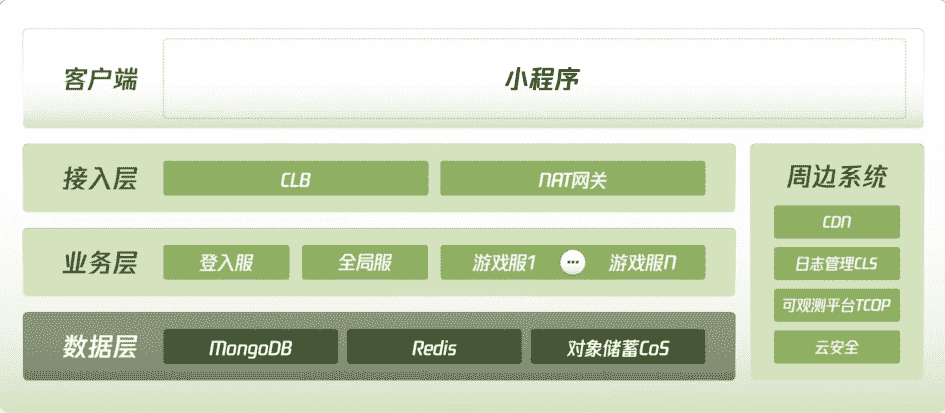 客户端
小程序
接入层
CLB
NAT网关
业务层
登入服
全局服
游戏服1
游戏服N
数据层
MongoDB
Redis
对象储蓄CoS
周边系统
CDN
日志管理CLS
可观测平台TCOP
云安全